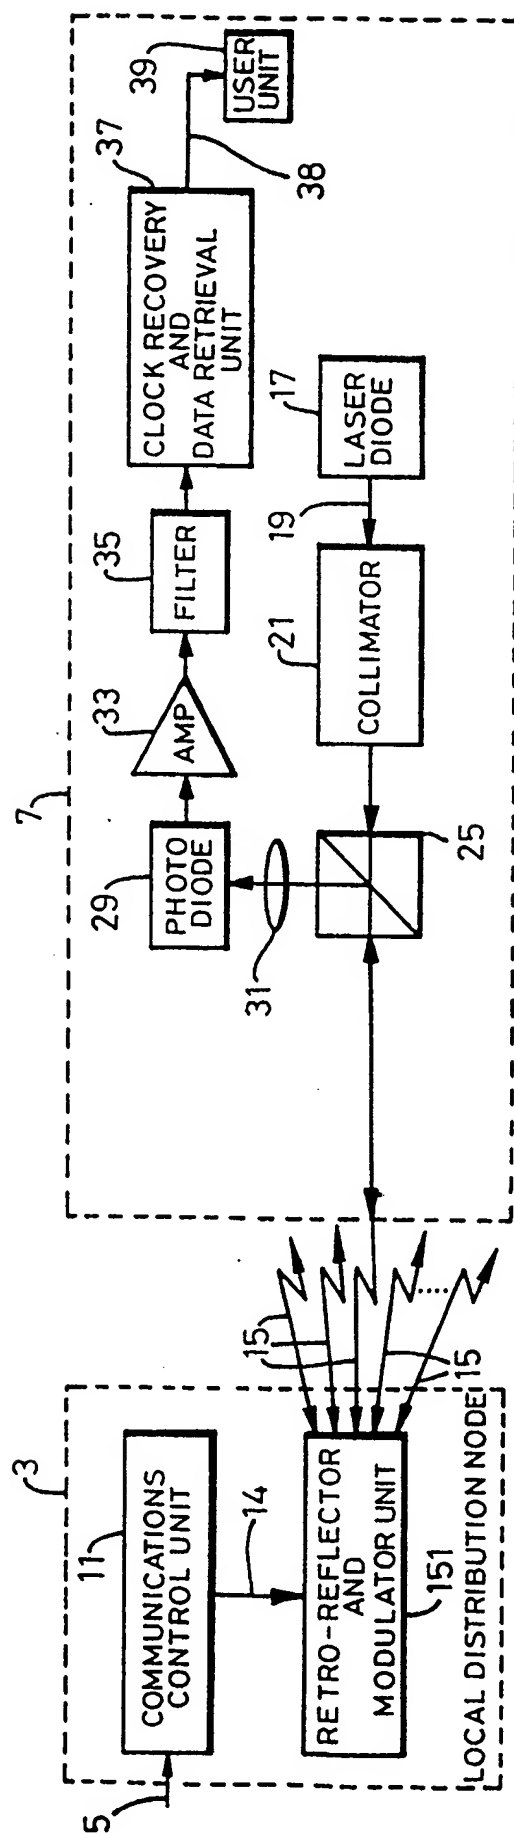 3
5
11
COMMUNICATIONS
CONTROL UNIT
14
RETRO-REFLECTOR
AND
MODULATOR UNIT
151
LOCAL DISTRIBUTION NODE
15
15
7
29
PHOTO
DIODE
31
33
AMP
35
FILTER
37
CLOCK RECOVERY
AND
DATA RETRIEVAL
UNIT
38
39
USER
UNIT
25
21
COLLIMATOR
19
17
LASER
DIODE